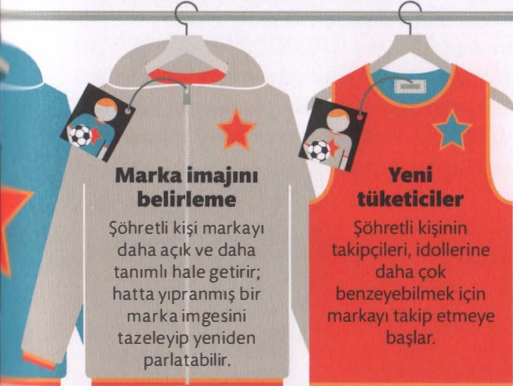 Marka imajını
belirleme
Şöhretli kişi markayı
daha açık ve daha
tanımlı hale getirir;
hatta yıpranmış bir
marka imgesini
tazeleyip yeniden
parlatabilir.
Yeni
tüketiciler
Şöhretli kişinin
takipçileri, idollerine
daha çok
benzeyebilmek için
markayı takip etmeye
başlar.